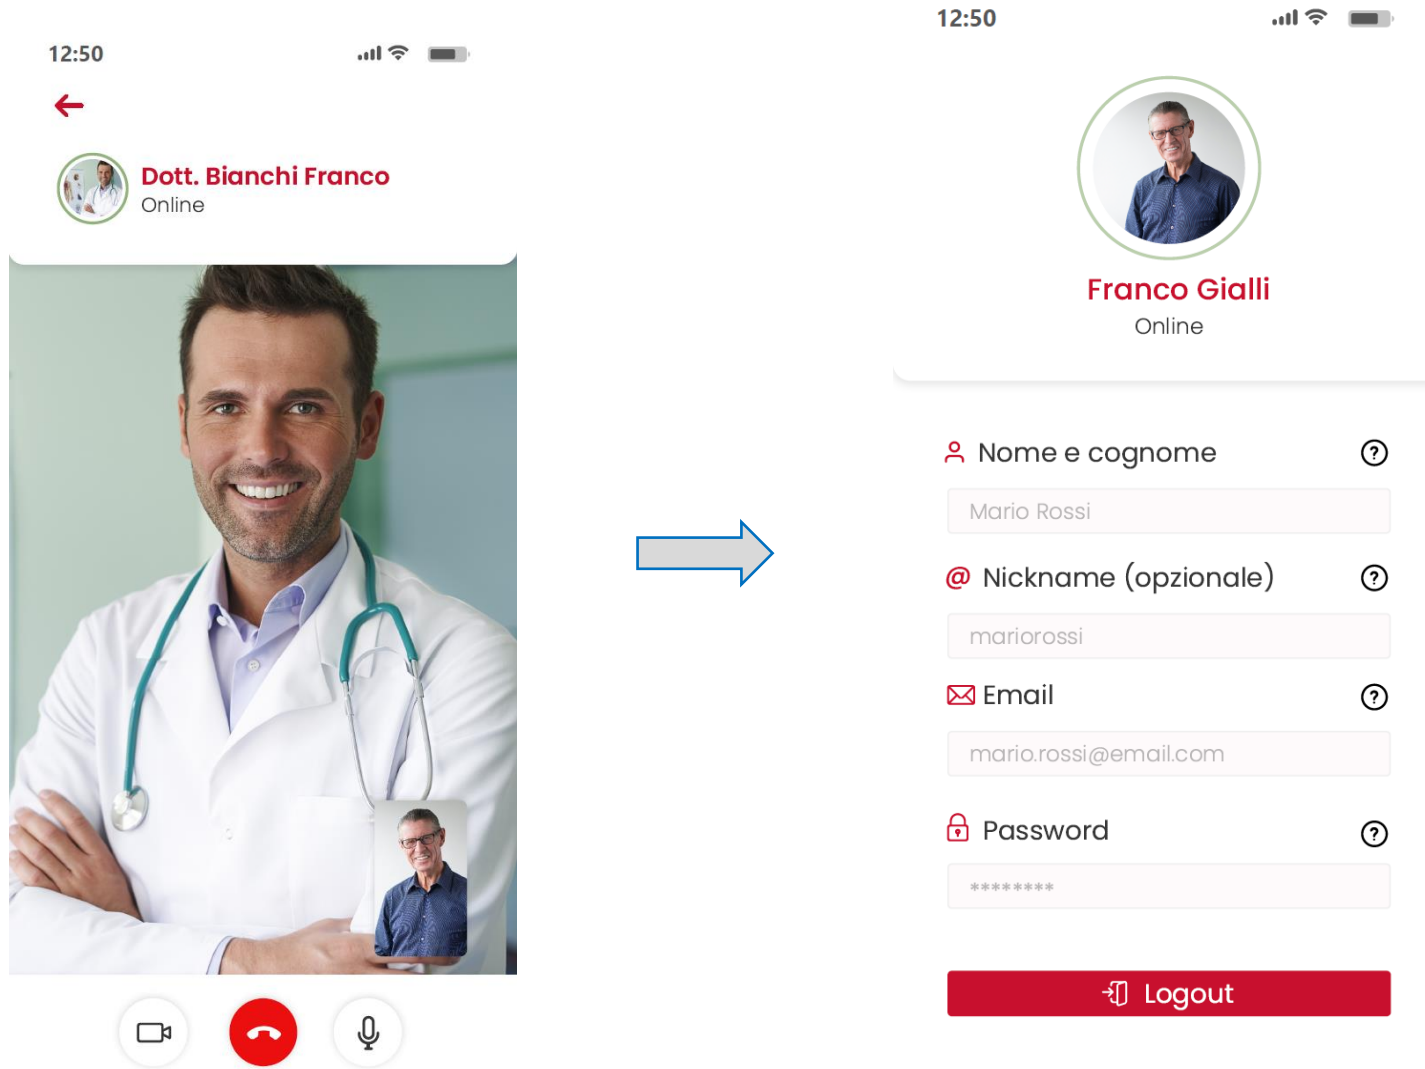 12:50
Dott. Bianchi Franco
Online
12:50
Franco Gialli
Online
Nome e cognome
Mario Rossi
@ Nickname (opzionale)
mariorossi
Email
mario.rossi@email.com
Password
********
Logout